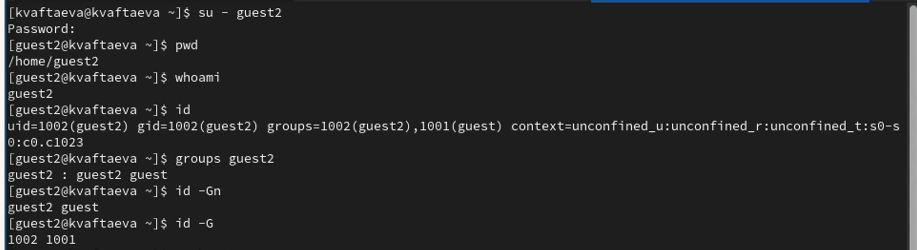 [kvaftaeva@kvaftaeva ~]$ su - guest2
Password:
[guest2@kvaftaeva ~]$ pwd
/home/guest2
[guest2@kvaftaeva ~]$ whoami
guest2
[guest2@kvaftaeva ~]$ id
uid=1002(guest2) gid=1002(guest2) groups=1002(guest2),1001(guest) context=unconfined_u:unconfined_r:unconfined_t:s0-s
0:c0.c1023
[guest2@kvaftaeva ~]$ groups guest2
guest2 : guest2 guest
[guest2@kvaftaeva ~]$ id -Gn
guest2 guest
[guest2@kvaftaeva ~]$ id -G
1002 1001